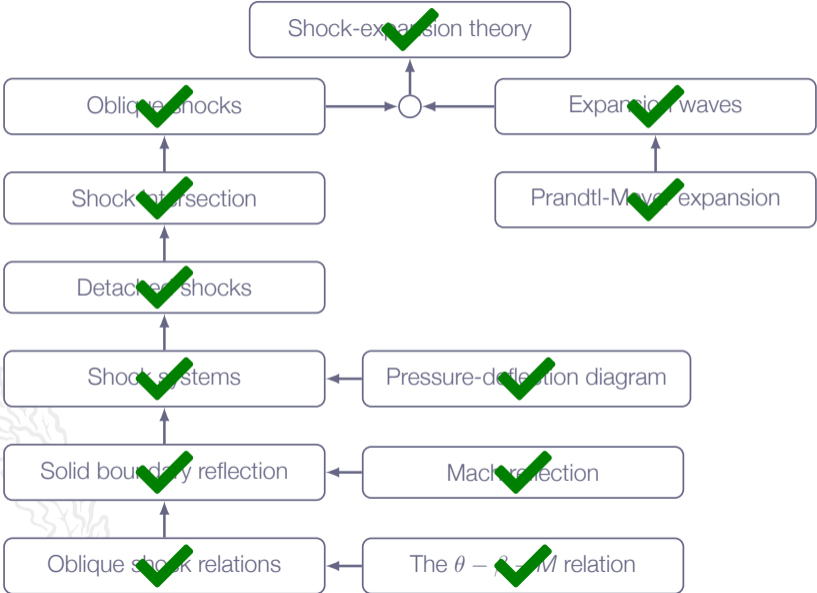 Shock-expansion theory
Oblique shocks
Expansion waves
Shock intersection
Prandtl-Meyer expansion
Detached shocks
Shock systems
Pressure-deflection diagram
Solid boundary reflection
Mach reflection
Oblique shock relations
The θ − β − M relation